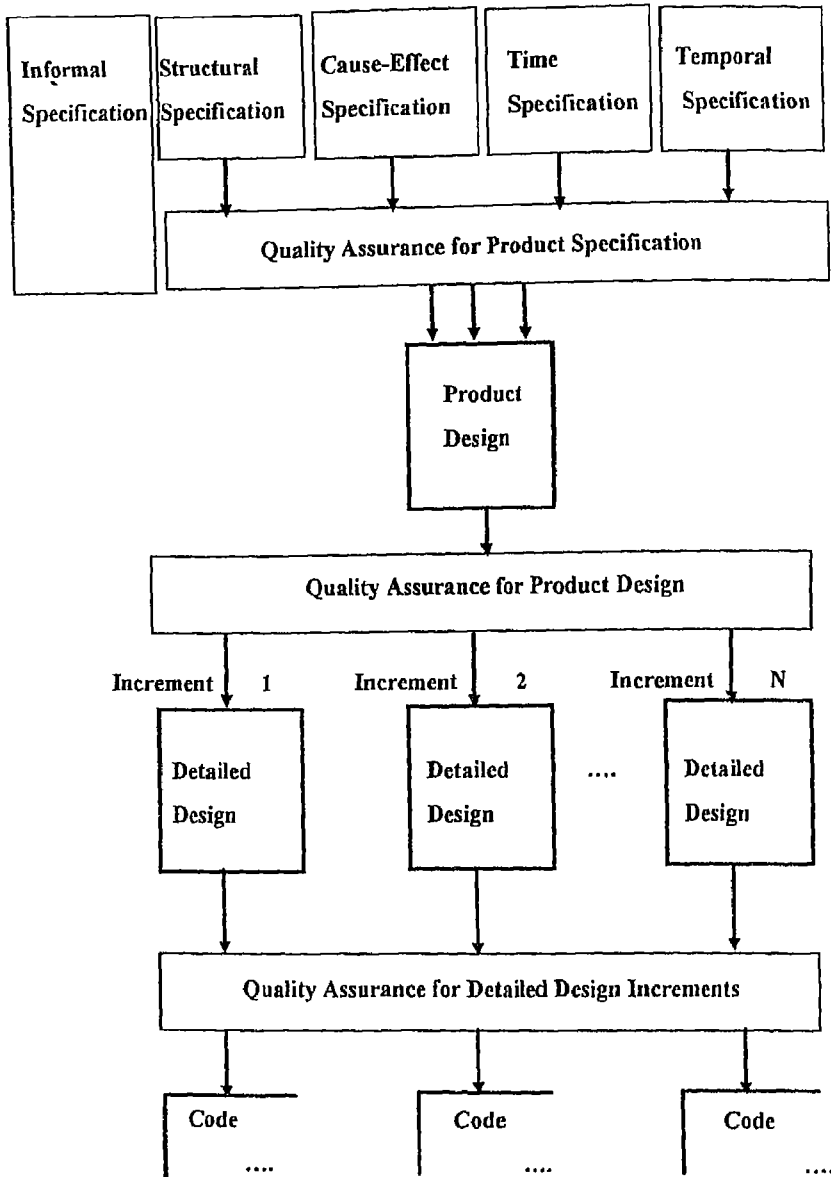 Informal
Specification
Structural
Specification
Cause-Effect
Specification
Time
Specification
Temporal
Specification
Quality Assurance for Product Specification
Product
Design
Quality Assurance for Product Design
Increment 1
Increment 2
Increment N
Detailed
Design
Detailed
Design
....
Detailed
Design
Quality Assurance for Detailed Design Increments
Code
....
Code
....
Code
....